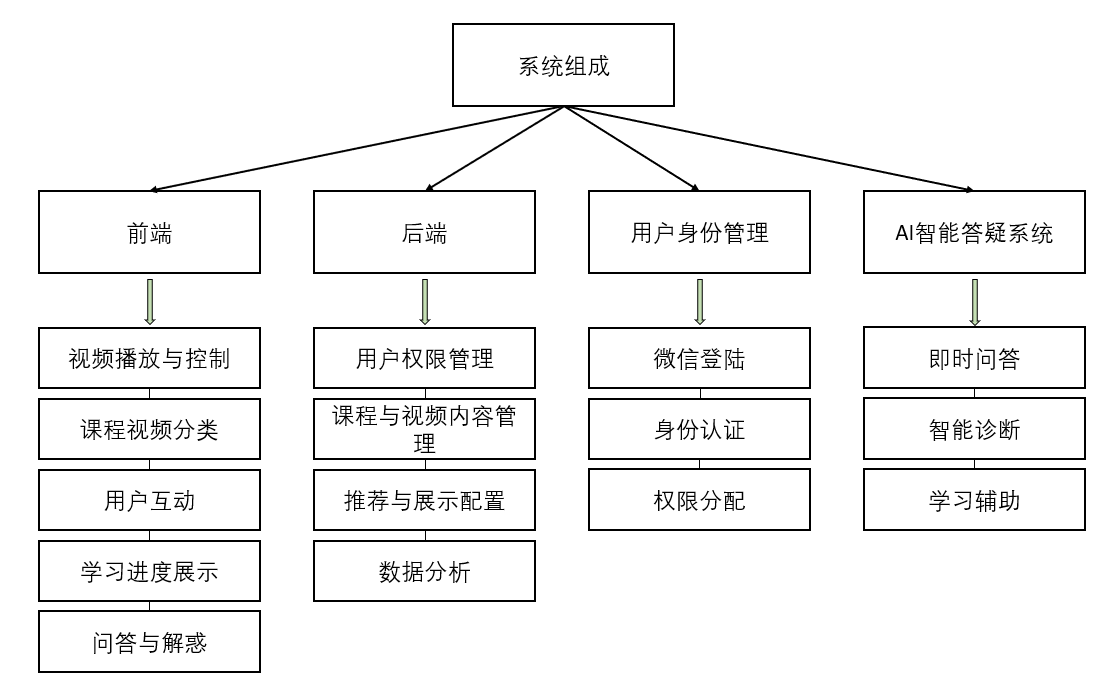 系统组成
前端
后端
用户身份管理
AI智能答疑系统
视频播放与控制
课程视频分类
用户互动
学习进度展示
问答与解惑
用户权限管理
课程与视频内容管
理
推荐与展示配置
数据分析
微信登陆
身份认证
权限分配
即时问答
智能诊断
学习辅助